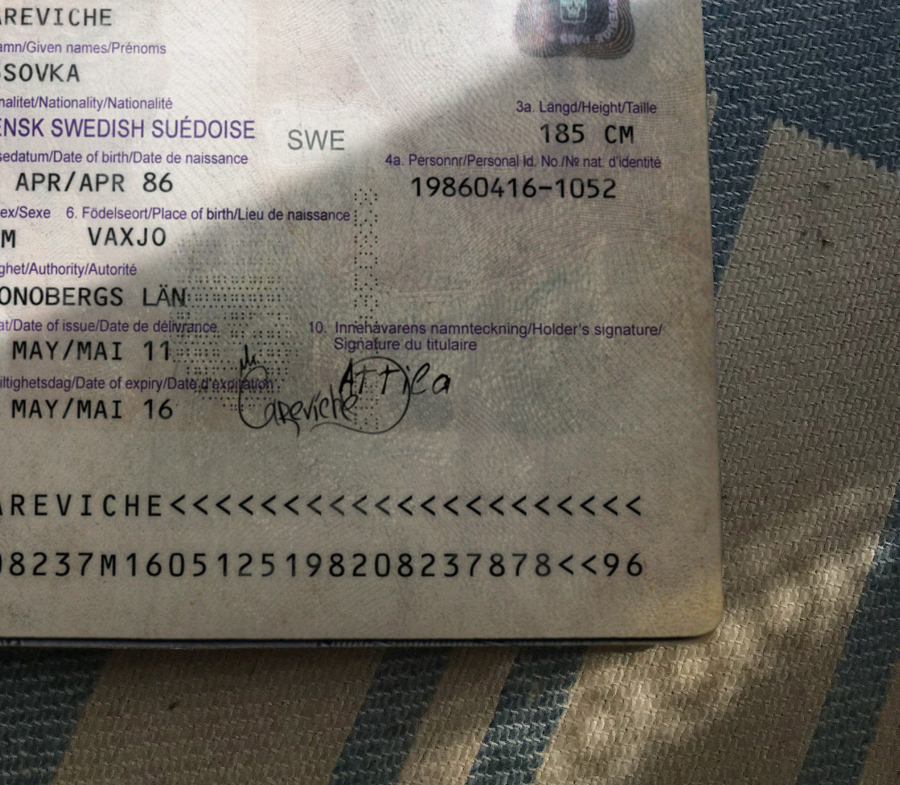 AREVICHE
amn/Given names/Prénoms
SSOVKA
nalitet/Nationality/Nationalité
3a. Längd/Height/Taille
ENSK SWEDISH SUÉDOISE SWE
185 CM
sedatum/Date of birth/Date de naissance
4a. Personnr/Personal Id. No./№ nat. d'identité
APR/APR 86
19860416-1052
ex/Sexe 6. Födelseort/Place of birth/Lieu de naissance
M VAXJO
ghet/Authority/Autorité
ONOBERGS LÄN
at/Date of issue/Date de délivrance
10. Innehavarens namnteckning/Holder's signature/
Signature du titulaire
MAY/MAI 11
iltighetsdag/Date of expiry/Date d'expiration
Attila
Careviche
MAY/MAI 16
AREVICHE<<<<<<<<<<<<<<<<<<<<<
08237M1605125198208237878<<96